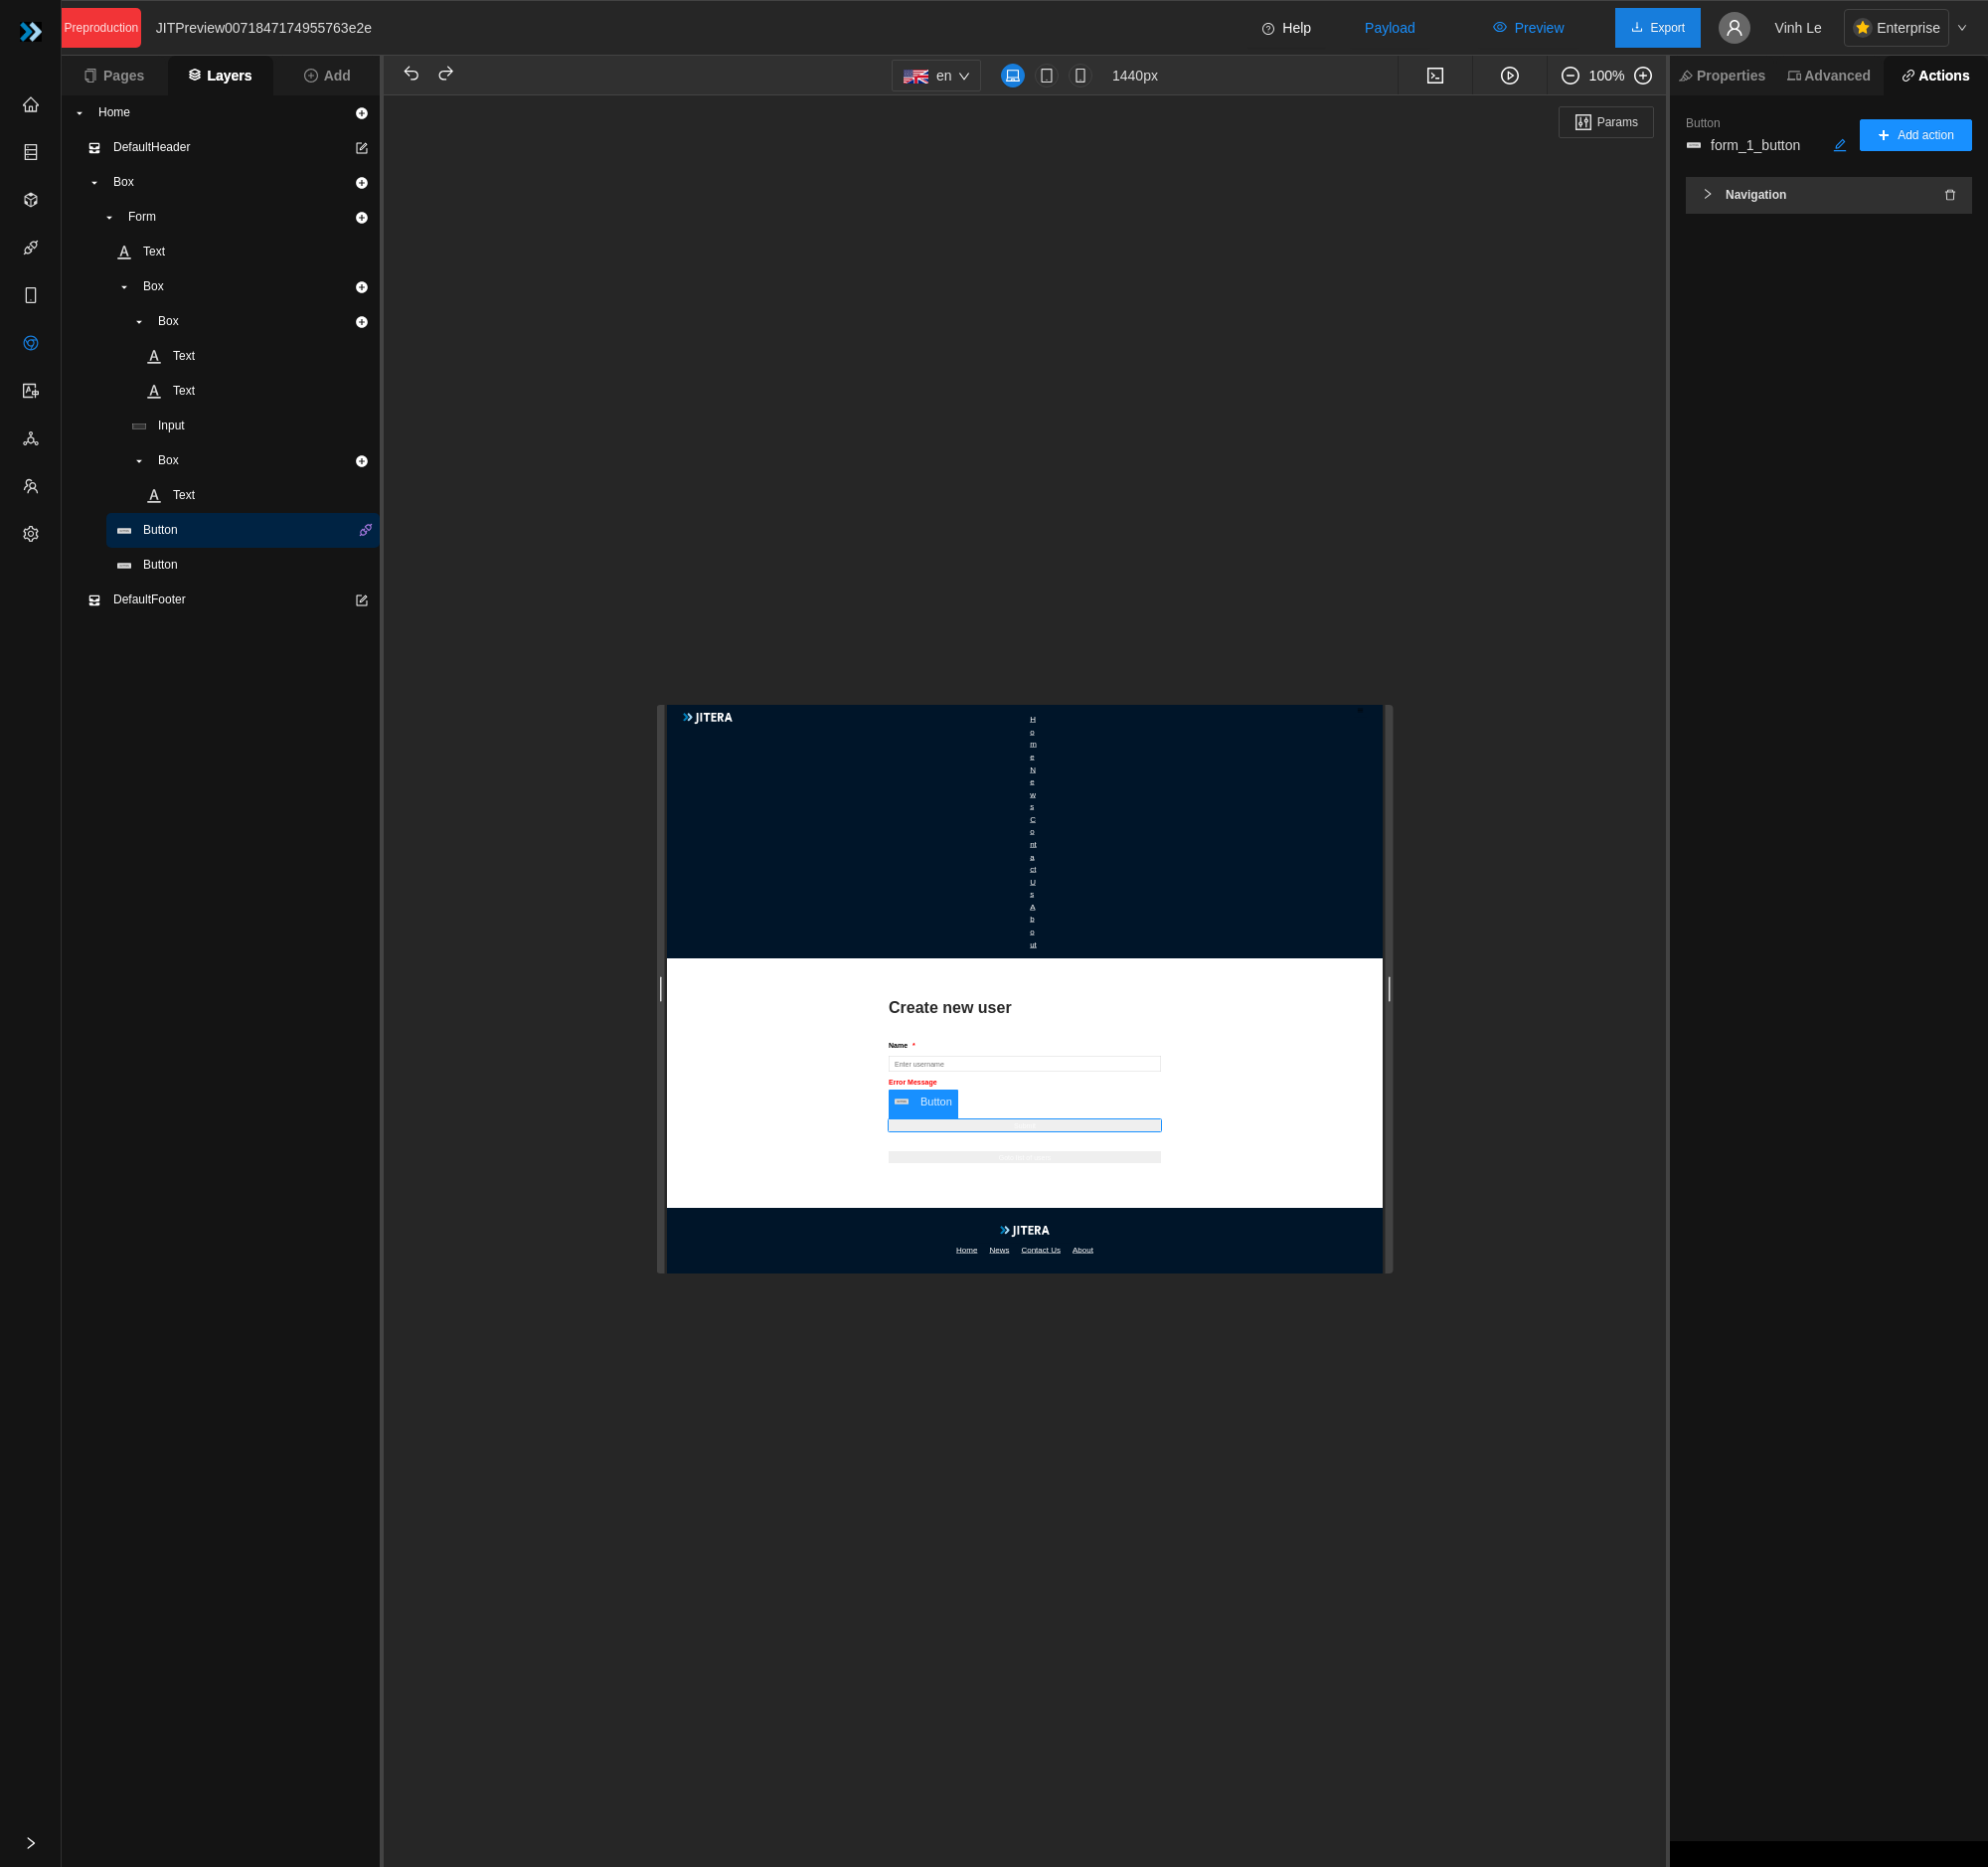 Preproduction
JITPreview0071847174955763e2e
Help
Payload
Preview
Export
Vinh Le
Enterprise
Pages
Layers
Add
en
1440px
100%
Properties
Advanced
Actions
Home
DefaultHeader
Box
Form
Text
Box
Box
Text
Text
Input
Box
Text
Button
Button
DefaultFooter
Params
Button
form_1_button
Add action
Navigation
JITERA
H
o
m
e
N
e
w
s
C
o
nt
a
ct
U
s
A
b
o
ut
Create new user
Name *
Enter username
Error Message
Button
JITERA
Home News Contact Us About